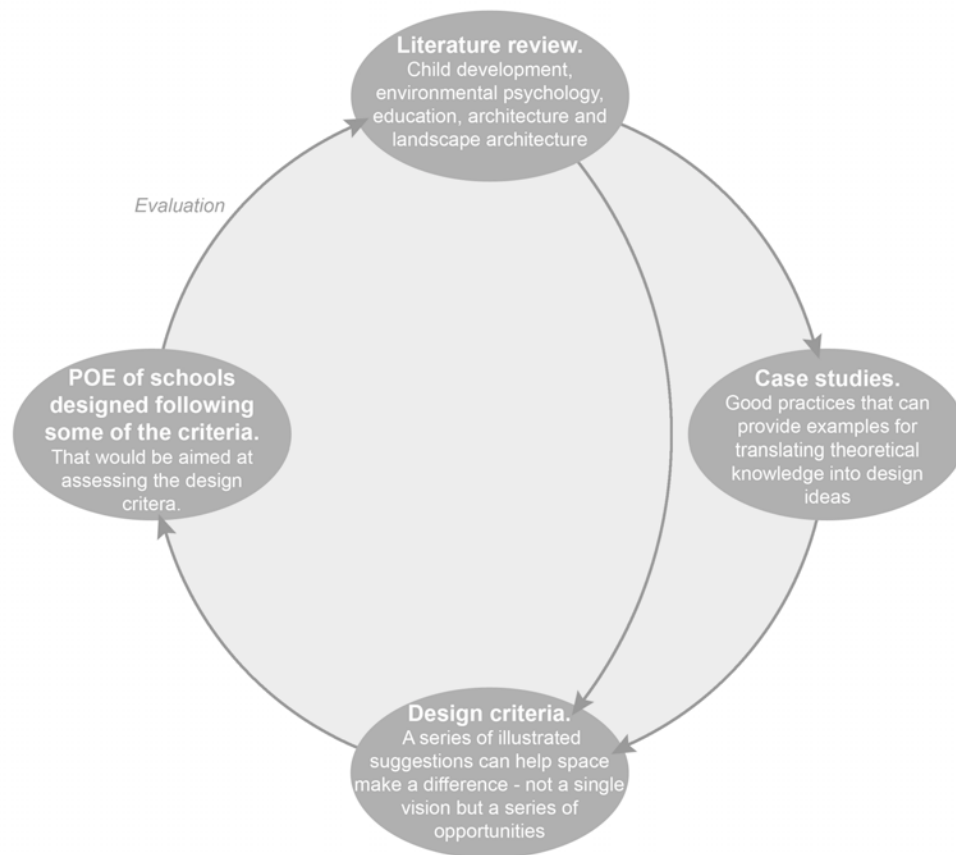 Literature review.
Child development,
environmental psychology,
education, architecture and
landscape architecture
Evaluation
POE of schools
designed following
some of the criteria.
That would be aimed at
assessing the design
critera.
Case studies.
Good practices that can
provide examples for
translating theoretical
knowledge into design
ideas
Design criteria.
A series of illustrated
suggestions can help space
make a difference - not a single
vision but a series of
opportunities